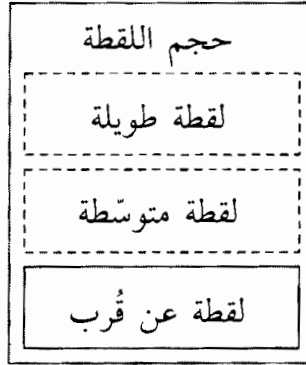 حجم اللقطة
لقطة طويلة
لقطة متوسّطة
لقطة عن قُرب